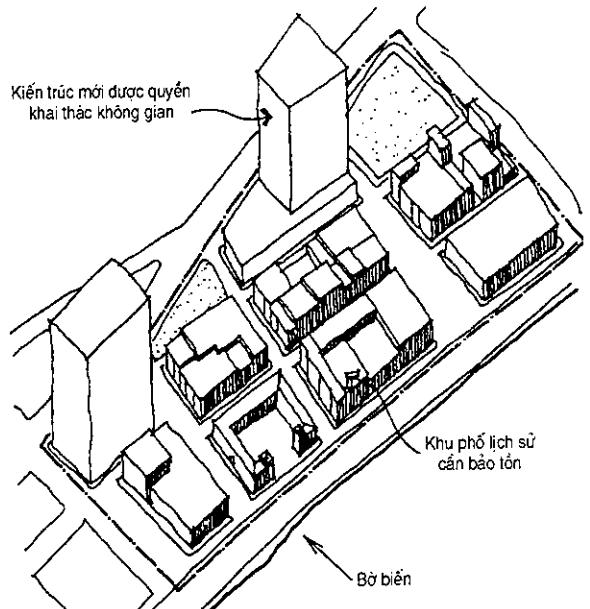 Kiến trúc mới được quyền
khai thác không gian
Khu phố lịch sử
cần bảo tồn
Bờ biển